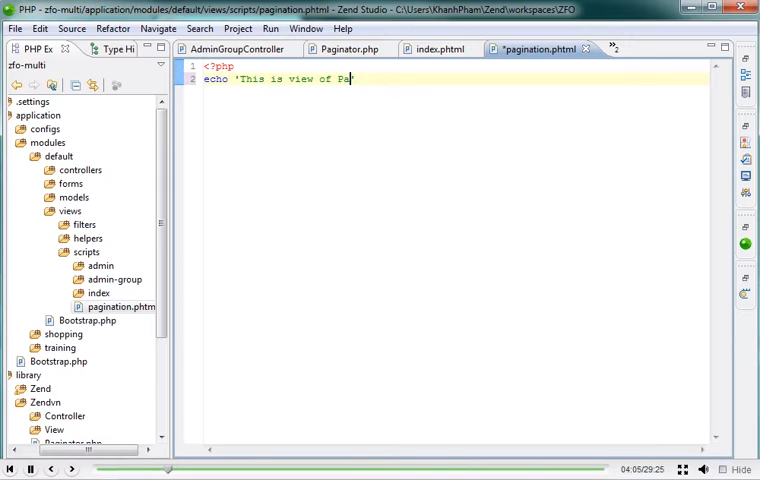 PHP - zfo-multi/application/modules/default/views/scripts/pagination.phtml - Zend Studio - C:\Users\KhanhPham\Zend\workspaces\ZFO
File Edit Source Refactor Navigate Search Project Run Window Help
PHP Ex Type Hi
AdminGroupController Paginator.php index.phtml *pagination.phtml »2
zfo-multi
.settings
application
configs
modules
default
controllers
forms
models
views
filters
helpers
scripts
admin
admin-group
index
pagination.phtm
Bootstrap.php
shopping
training
Bootstrap.php
library
Zend
Zendvn
Controller
View
Paginator.php
1 <?php
2 echo 'This is view of Pa'
04:05/29:25 Hide